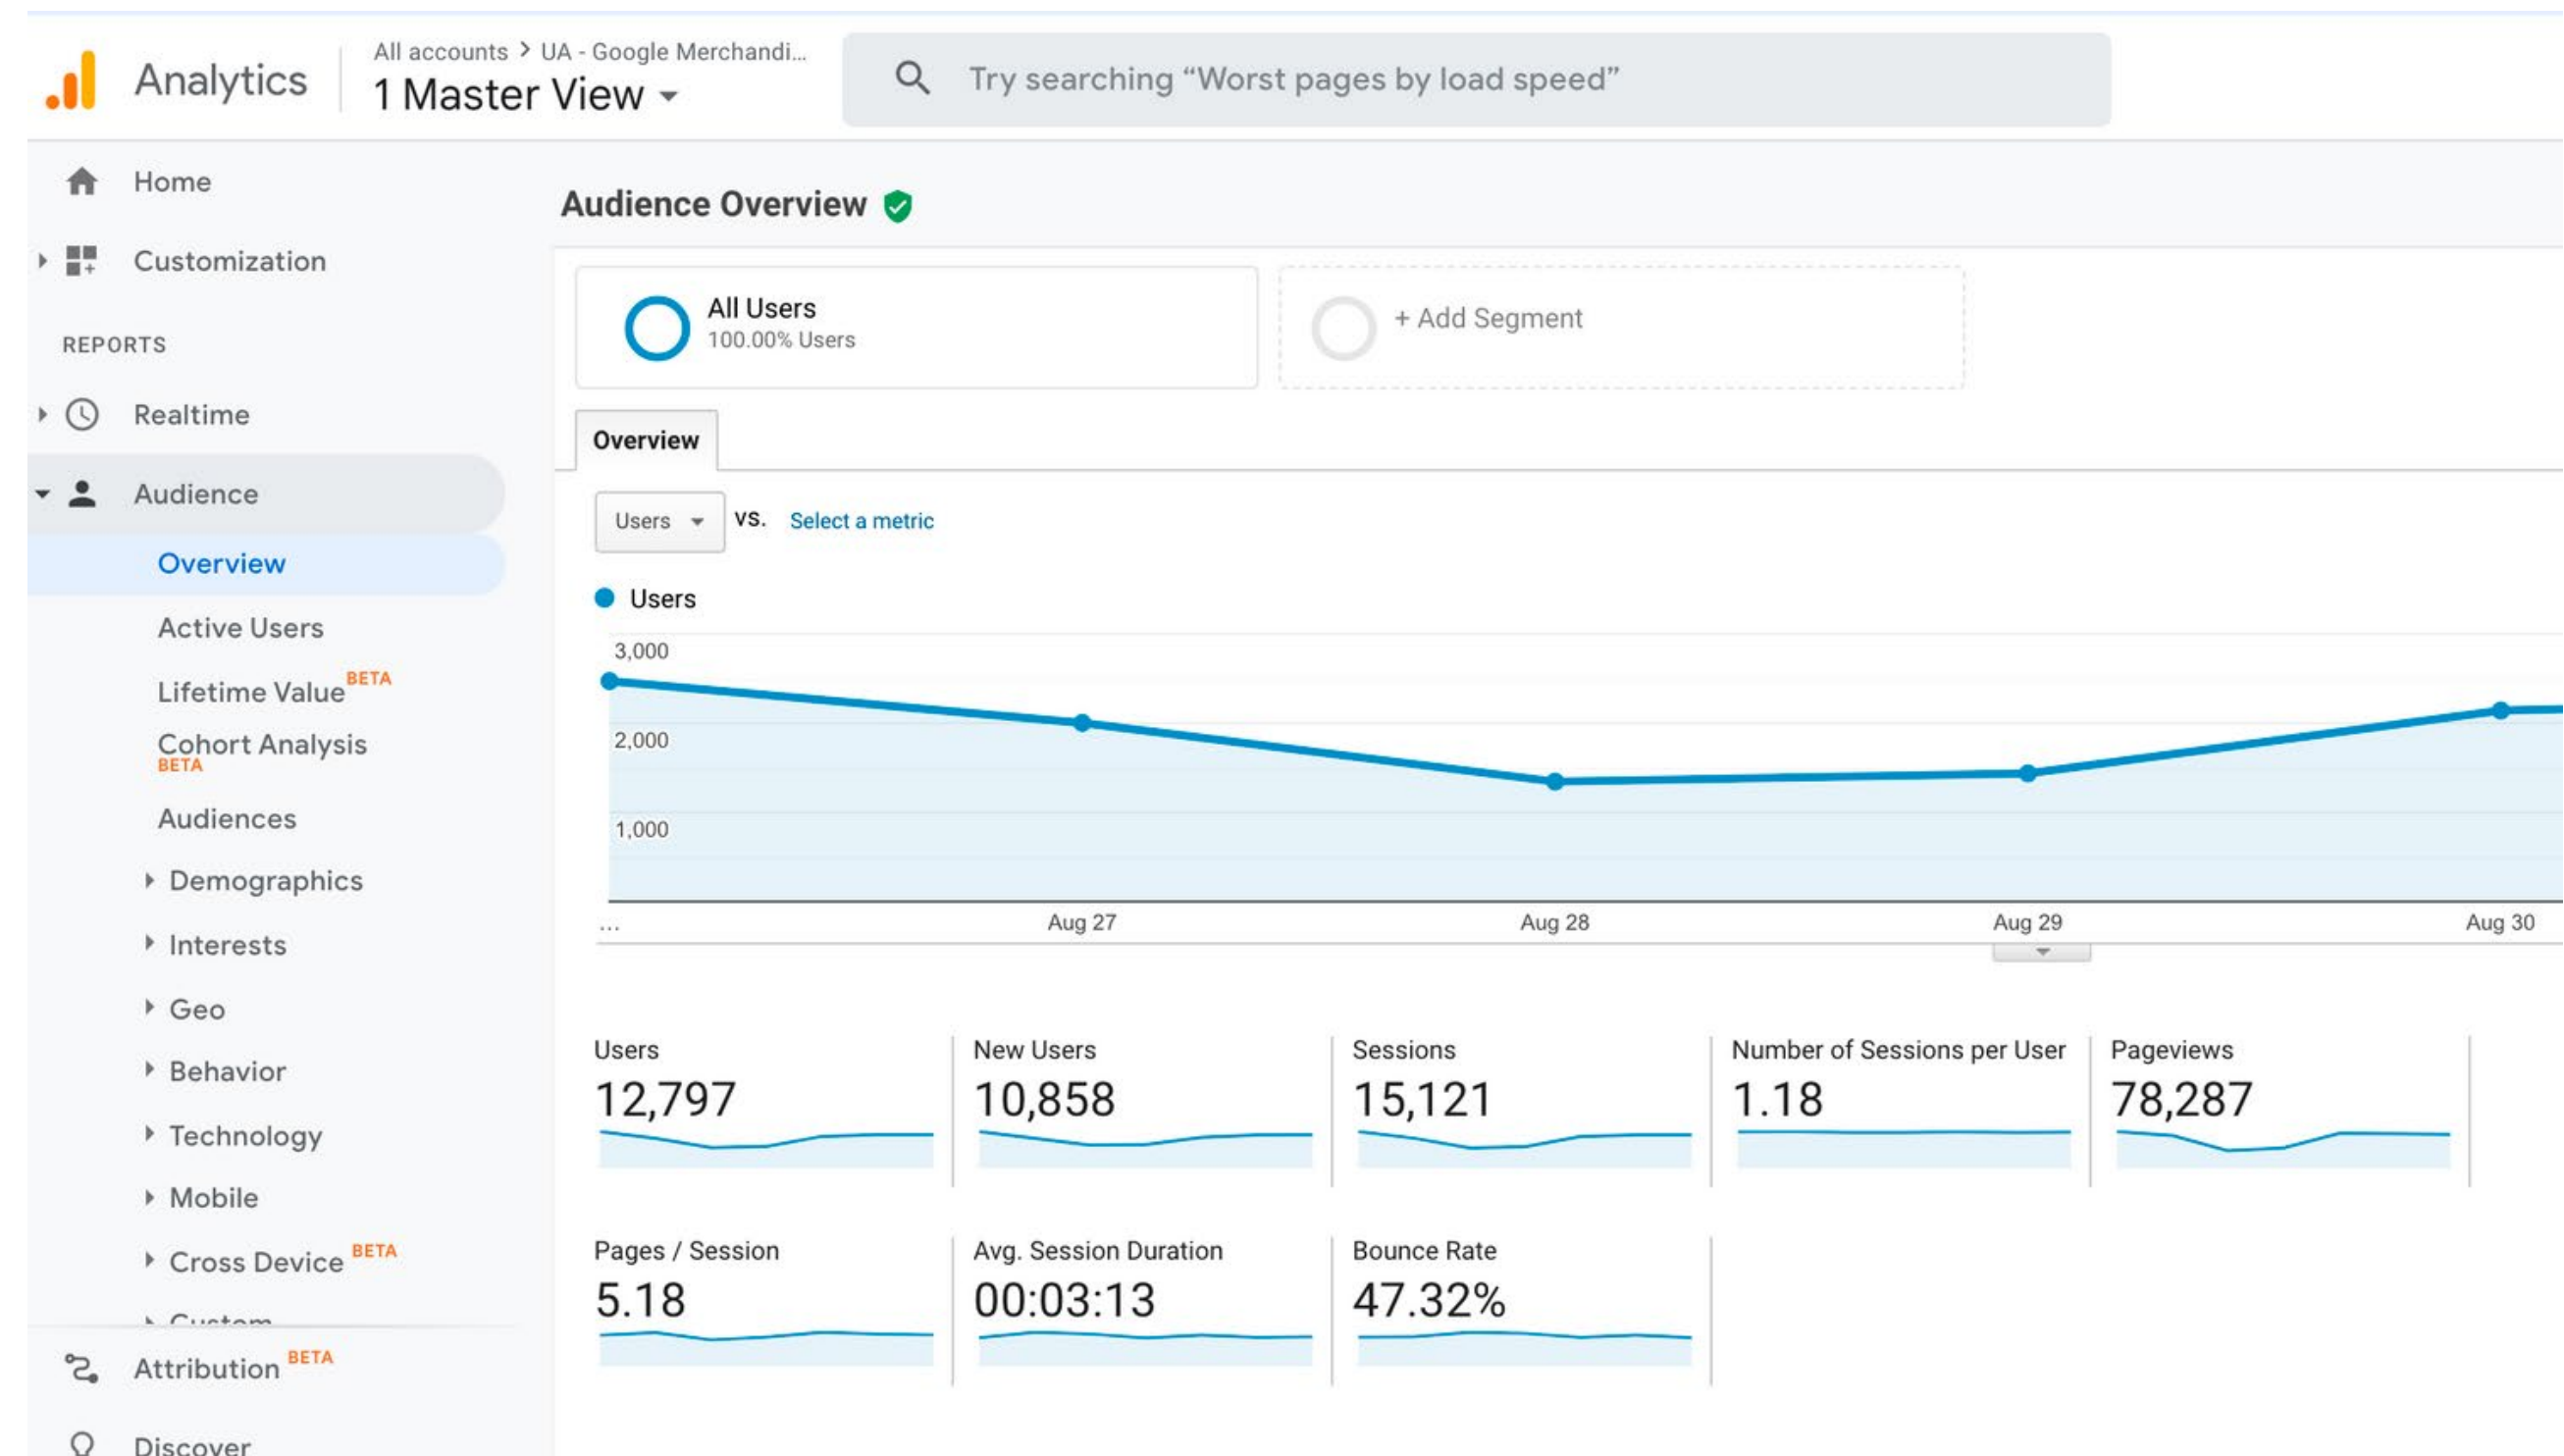 Analytics
All accounts > UA - Google Merchandi...
1 Master View
Try searching “Worst pages by load speed”
Home
Customization
REPORTS
Realtime
Audience
Overview
Active Users
Lifetime Value BETA
Cohort Analysis
BETA
Audiences
Demographics
Interests
Geo
Behavior
Technology
Mobile
Cross Device BETA
Custom
Attribution BETA
Discover
Audience Overview
All Users
100.00% Users
+ Add Segment
Overview
Users VS. Select a metric
Users
3,000
2,000
1,000
... Aug 27 Aug 28 Aug 29 Aug 30
Users
12,797
New Users
10,858
Sessions
15,121
Number of Sessions per User
1.18
Pageviews
78,287
Pages / Session
5.18
Avg. Session Duration
00:03:13
Bounce Rate
47.32%